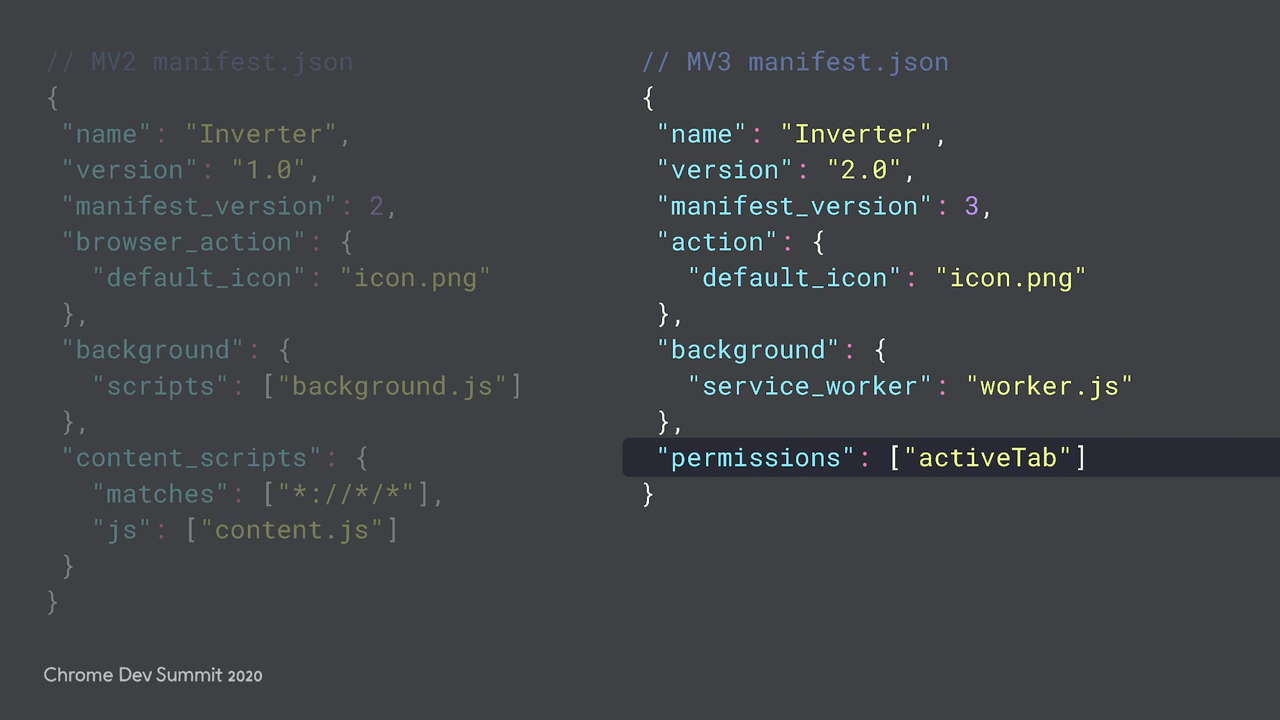 // MV2 manifest.json
{
"name": "Inverter",
"version": "1.0",
"manifest_version": 2,
"browser_action": {
"default_icon": "icon.png"
},
"background": {
"scripts": ["background.js"]
},
"content_scripts": {
"matches": ["*://*/*"],
"js": ["content.js"]
}
}
// MV3 manifest.json
{
"name": "Inverter",
"version": "2.0",
"manifest_version": 3,
"action": {
"default_icon": "icon.png"
},
"background": {
"service_worker": "worker.js"
},
"permissions": ["activeTab"]
}
Chrome Dev Summit 2020